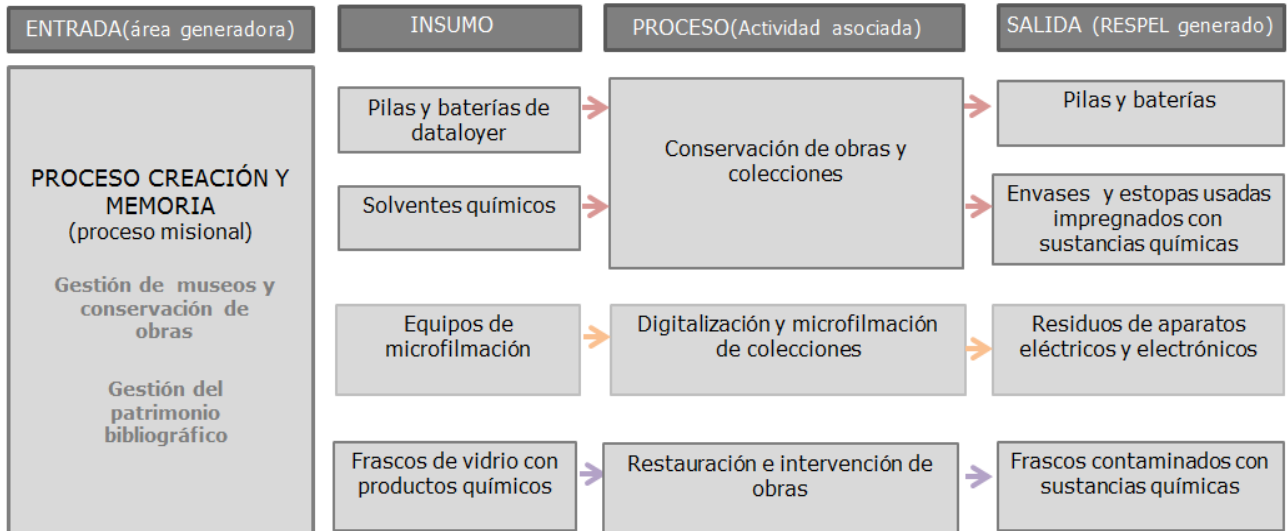 ENTRADA(área generadora)
INSUMO
PROCESO(Actividad asociada)
SALIDA (RESPEL generado)
PROCESO CREACIÓN Y
MEMORIA
(proceso misional)
Gestión de museos y
conservación de
obras
Gestión del
patrimonio
bibliográfico
Pilas y baterías de
dataloyer
Solventes químicos
Conservación de obras y
colecciones
Pilas y baterías
Envases y estopas usadas
impregnados con
sustancias químicas
Equipos de
microfilmación
Digitalización y microfilmación
de colecciones
Residuos de aparatos
eléctricos y electrónicos
Frascos de vidrio con
productos químicos
Restauración e intervención de
obras
Frascos contaminados con
sustancias químicas